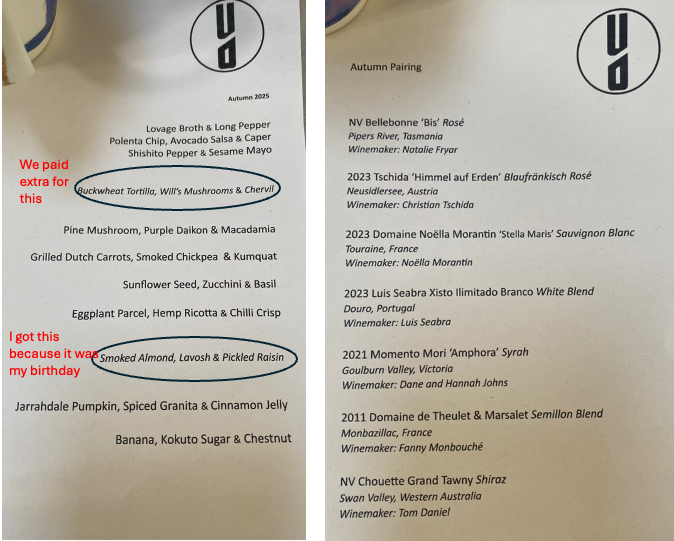 UD
Autumn 2025
Lovage Broth & Long Pepper
Polenta Chip, Avocado Salsa & Caper
Shishito Pepper & Sesame Mayo
We paid
extra for
this
Buckwheat Tortilla, Will's Mushrooms & Chervil
Pine Mushroom, Purple Daikon & Macadamia
Grilled Dutch Carrots, Smoked Chickpea & Kumquat
Sunflower Seed, Zucchini & Basil
Eggplant Parcel, Hemp Ricotta & Chilli Crisp
I got this
because it was
my birthday
Smoked Almond, Lavosh & Pickled Raisin
Jarrahdale Pumpkin, Spiced Granita & Cinnamon Jelly
Banana, Kokuto Sugar & Chestnut
UD
Autumn Pairing
NV Bellebonne 'Bis' Rosé
Pipers River, Tasmania
Winemaker: Natalie Fryar
2023 Tschida 'Himmel auf Erden' Blaufränkisch Rosé
Neusidlersee, Austria
Winemaker: Christian Tschida
2023 Domaine Noëlla Morantin 'Stella Maris' Sauvignon Blanc
Touraine, France
Winemaker: Noëlla Morantin
2023 Luis Seabra Xisto Ilimitado Branco White Blend
Douro, Portugal
Winemaker: Luis Seabra
2021 Momento Mori 'Amphora' Syrah
Goulburn Valley, Victoria
Winemaker: Dane and Hannah Johns
2011 Domaine de Theulet & Marsalet Semillon Blend
Monbazillac, France
Winemaker: Fanny Monbouché
NV Chouette Grand Tawny Shiraz
Swan Valley, Western Australia
Winemaker: Tom Daniel